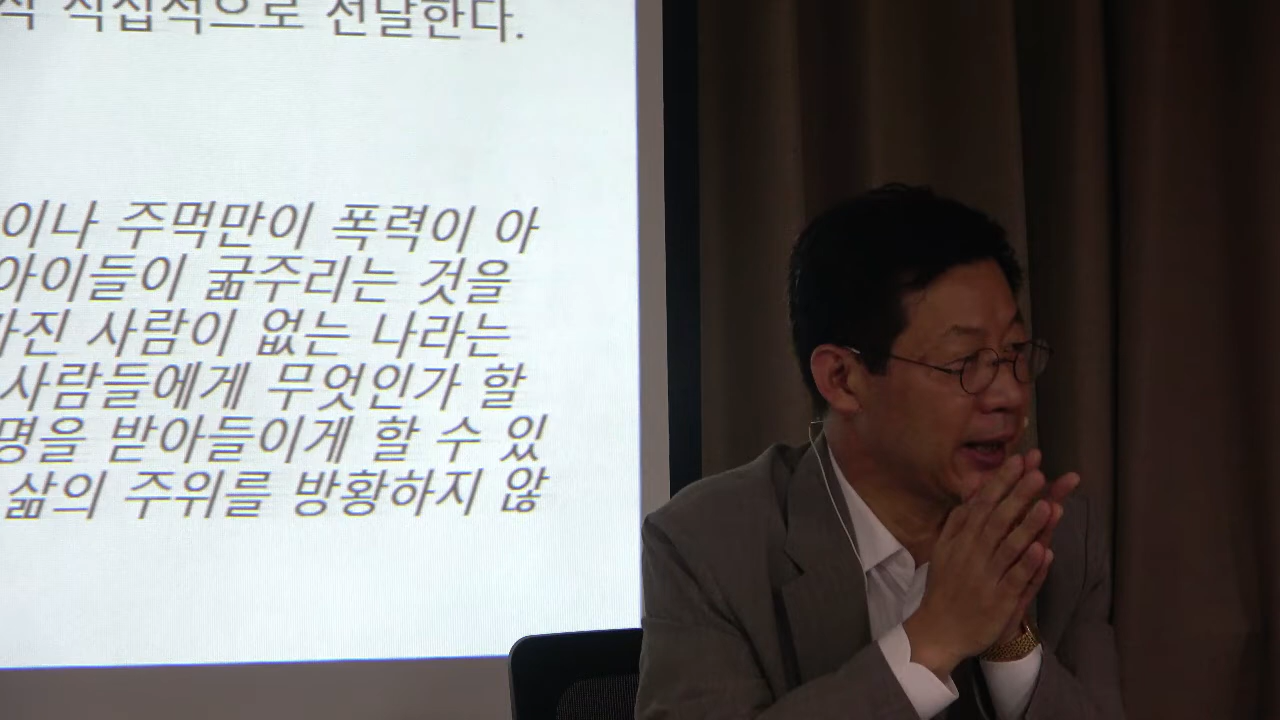 직접적으로 전달한다.
이나 주먹만이 폭력이 아
아이들이 굶주리는 것을
가진 사람이 없는 나라는
사람들에게 무엇인가 할
명을 받아들이게 할 수 있
삶의 주위를 방황하지 않